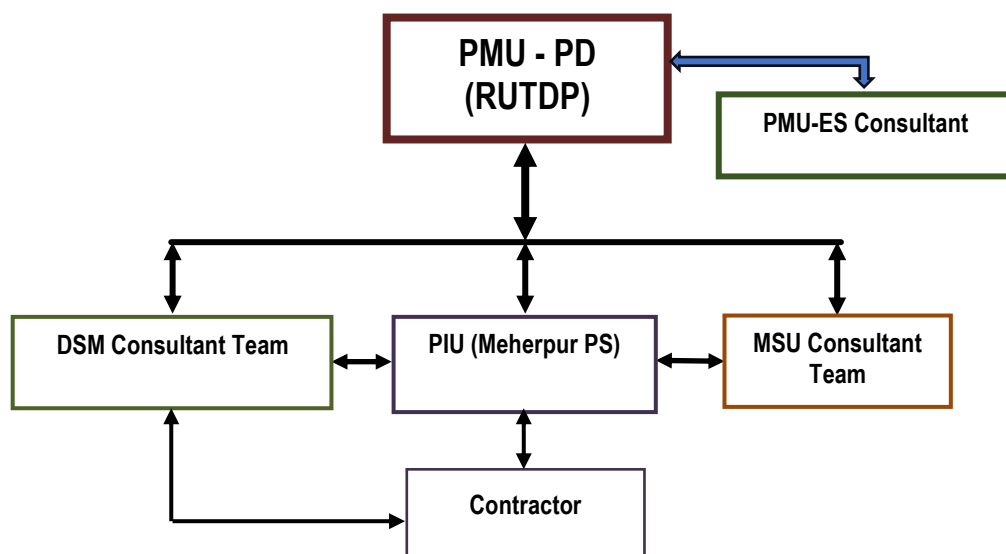 PMU - PD
(RUTDP)
PMU-ES Consultant
DSM Consultant Team
PIU (Meherpur PS)
MSU Consultant
Team
Contractor